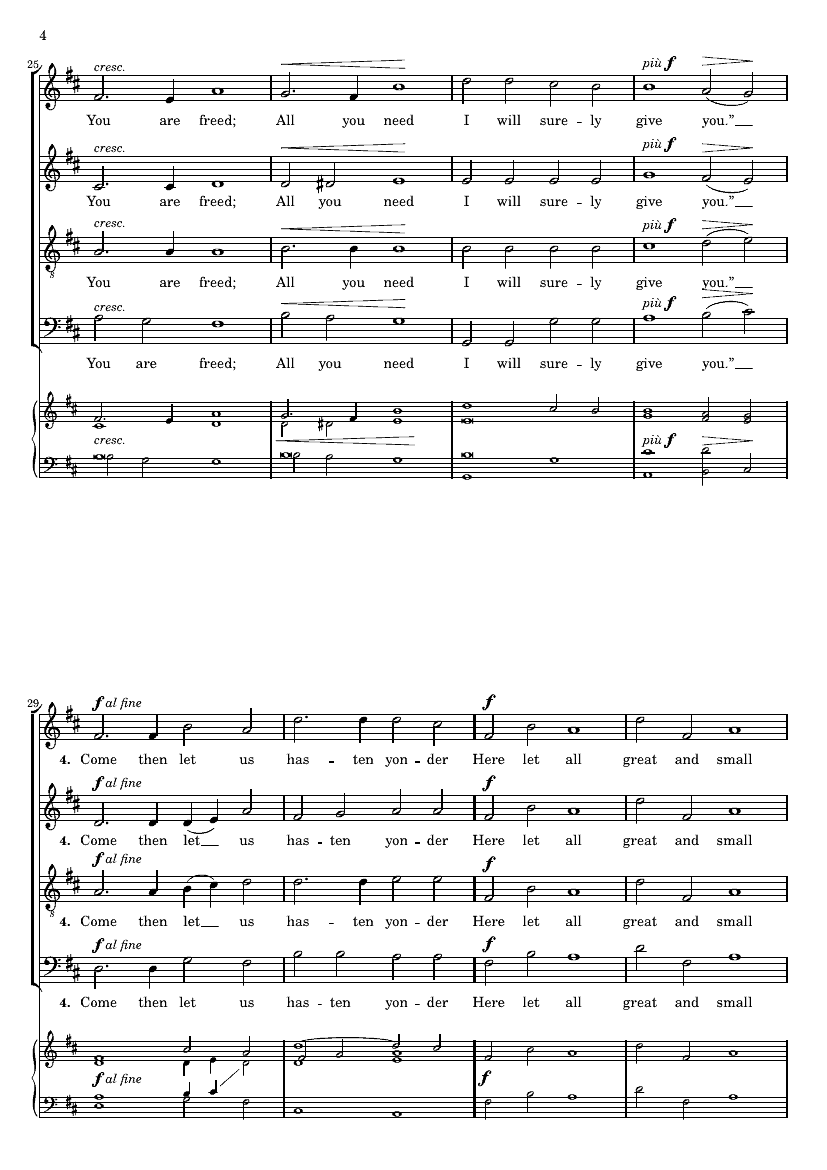 4
25
cresc.
You are freed; All you need I will sure – ly give you.”
più f
cresc.
You are freed; All you need I will sure – ly give you.”
più f
cresc.
You are freed; All you need I will sure – ly give you.”
più f
8
cresc.
You are freed; All you need I will sure – ly give you.”
più f
cresc.
più f
29
f al fine
f
4. Come then let us has – ten yon – der Here let all great and small
f al fine
f
4. Come then let us has – ten yon – der Here let all great and small
f al fine
f
8
4. Come then let us has – ten yon – der Here let all great and small
f al fine
f
4. Come then let us has – ten yon – der Here let all great and small
f al fine
f